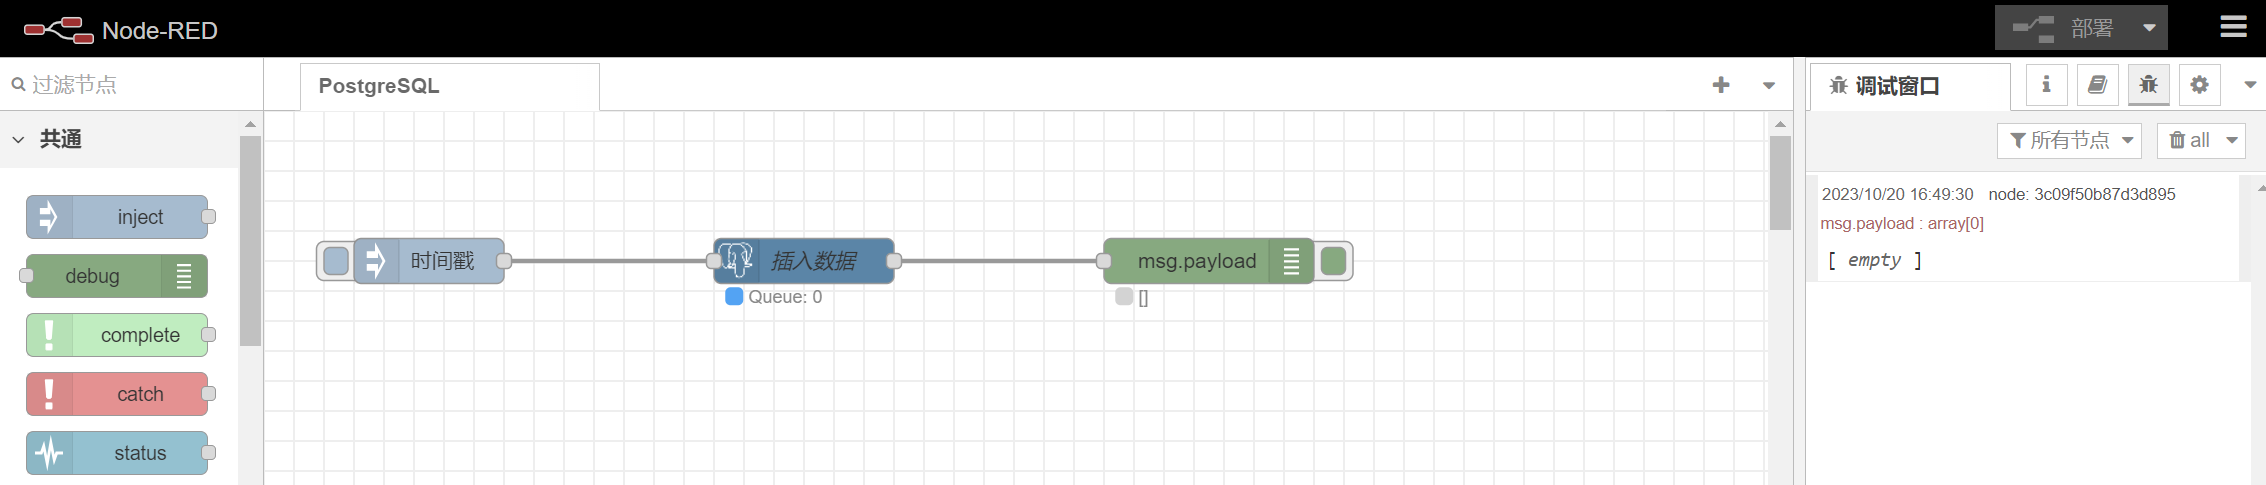 Node-RED
部署
过滤节点
PostgreSQL
调试窗口
共通
所有节点
all
inject
debug
complete
catch
status
时间戳
插入数据
Queue: 0
msg.payload
[]
2023/10/20 16:49:30 node: 3c09f50b87d3d895
msg.payload : array[0]
[ empty ]